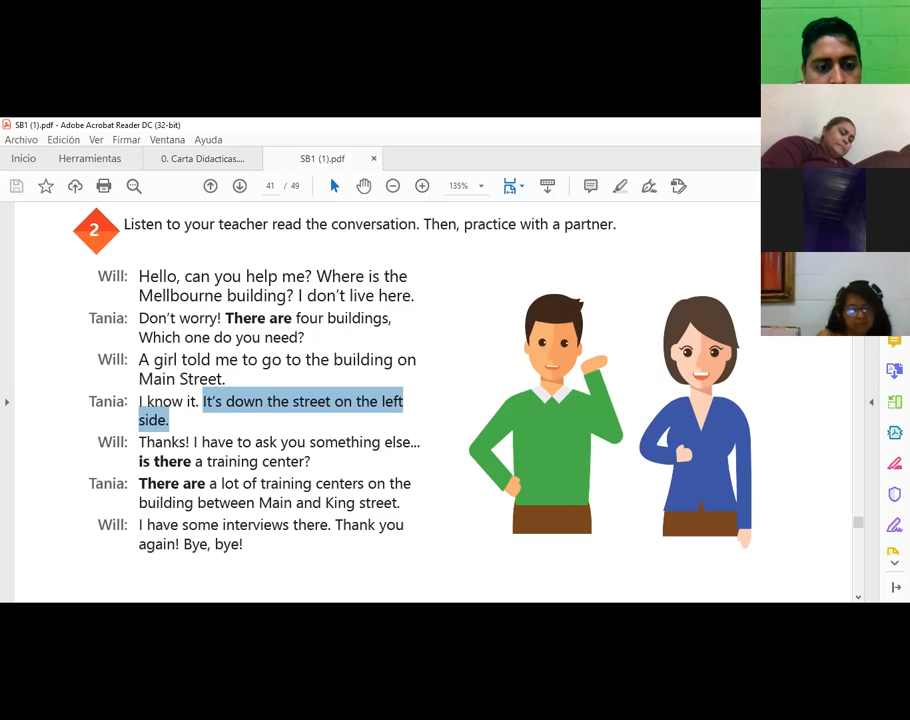 SB1 (1).pdf - Adobe Acrobat Reader DC (32-bit)
Archivo Edición Ver Firmar Ventana Ayuda
Inicio Herramientas 0. Carta Didacticas.... SB1 (1).pdf ×
41 / 49 135%
2 Listen to your teacher read the conversation. Then, practice with a partner.
Will: Hello, can you help me? Where is the
Mellbourne building? I don't live here.
Tania: Don't worry! There are four buildings,
Which one do you need?
Will: A girl told me to go to the building on
Main Street.
Tania: I know it. It's down the street on the left
side.
Will: Thanks! I have to ask you something else...
is there a training center?
Tania: There are a lot of training centers on the
building between Main and King street.
Will: I have some interviews there. Thank you
again! Bye, bye!